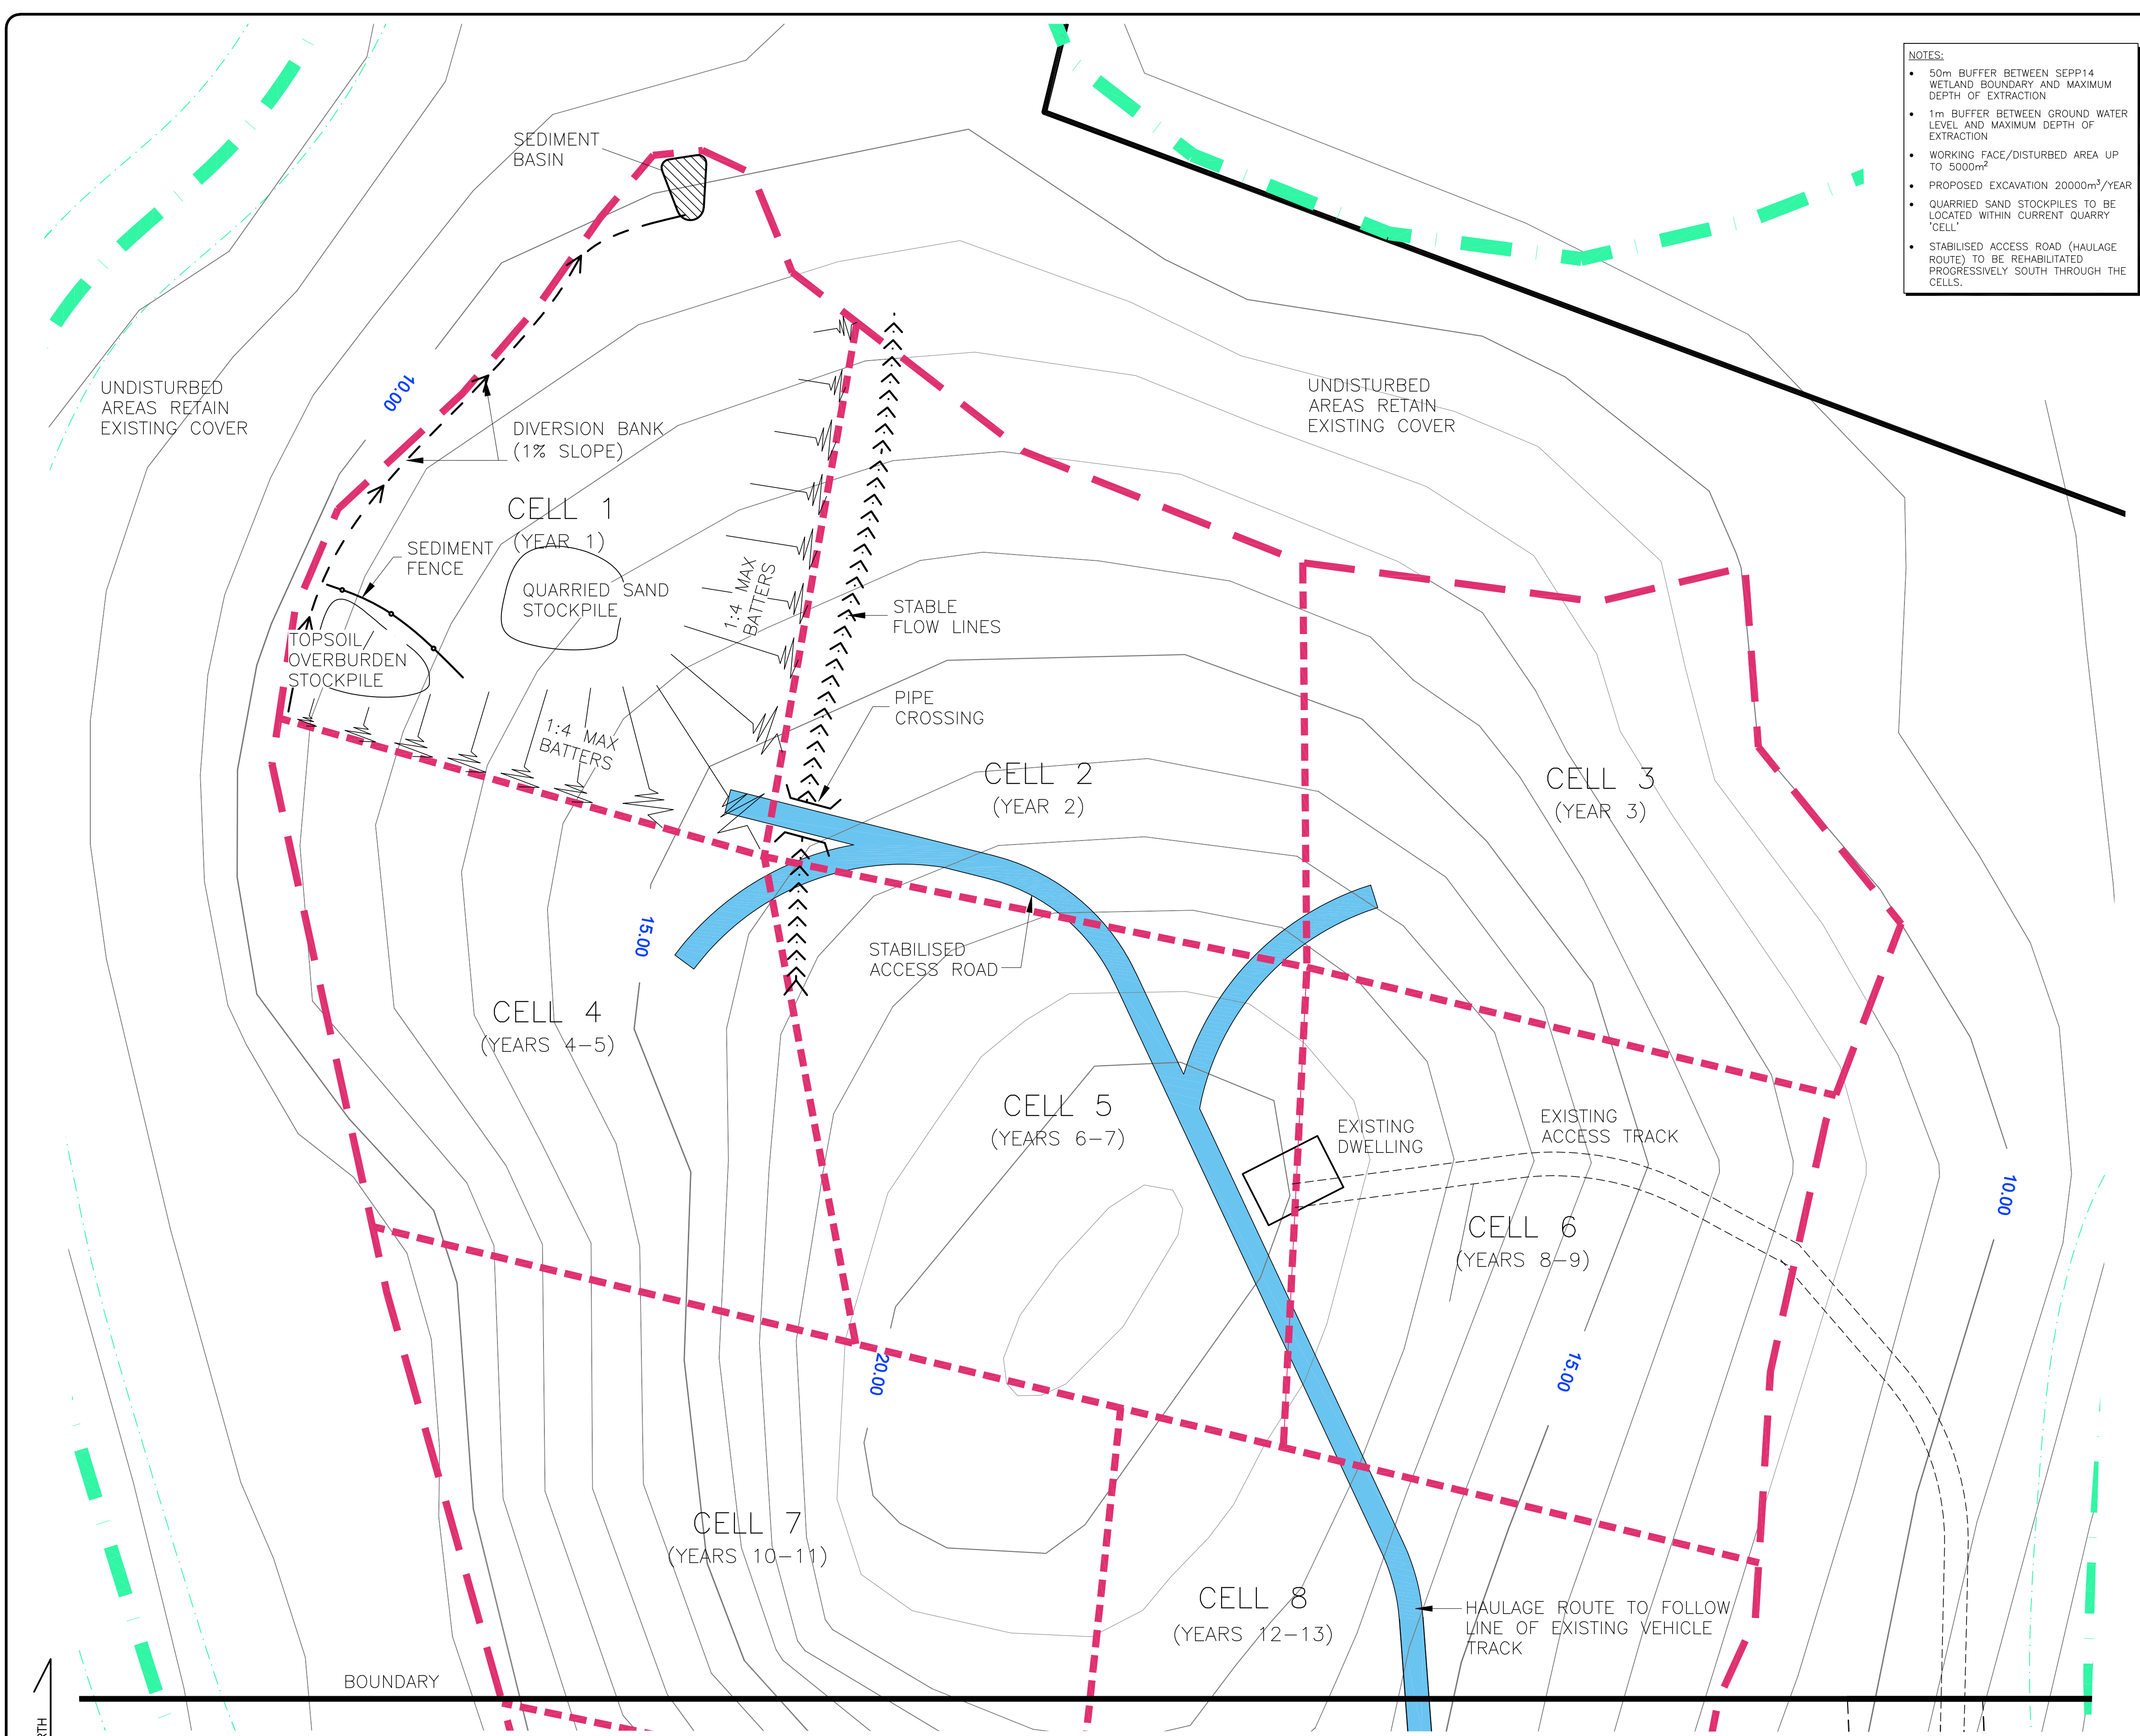 NOTES:
• 50m BUFFER BETWEEN SEPP14
WETLAND BOUNDARY AND MAXIMUM
DEPTH OF EXTRACTION
• 1m BUFFER BETWEEN GROUND WATER
LEVEL AND MAXIMUM DEPTH OF
EXTRACTION
• WORKING FACE/DISTURBED AREA UP
TO 5000m²
• PROPOSED EXCAVATION 20000m³/YEAR
• QUARRIED SAND STOCKPILES TO BE
LOCATED WITHIN CURRENT QUARRY
'CELL'
• STABILISED ACCESS ROAD (HAULAGE
ROUTE) TO BE REHABILITATED
PROGRESSIVELY SOUTH THROUGH THE
CELLS.
SEDIMENT
BASIN
UNDISTURBED
AREAS RETAIN
EXISTING COVER
10.00
DIVERSION BANK
(1% SLOPE)
UNDISTURBED
AREAS RETAIN
EXISTING COVER
CELL 1
(YEAR 1)
SEDIMENT
FENCE
QUARRIED SAND
STOCKPILE
1:4 MAX
BATTERS
STABLE
FLOW LINES
TOPSOIL
OVERBURDEN
STOCKPILE
PIPE
CROSSING
1:4 MAX
BATTERS
CELL 2
(YEAR 2)
CELL 3
(YEAR 3)
15.00
STABILISED
ACCESS ROAD
CELL 4
(YEARS 4-5)
CELL 5
(YEARS 6-7)
EXISTING
DWELLING
EXISTING
ACCESS TRACK
10.00
CELL 6
(YEARS 8-9)
20.00
15.00
CELL 7
(YEARS 10-11)
CELL 8
(YEARS 12-13)
HAULAGE ROUTE TO FOLLOW
LINE OF EXISTING VEHICLE
TRACK
BOUNDARY
RTH